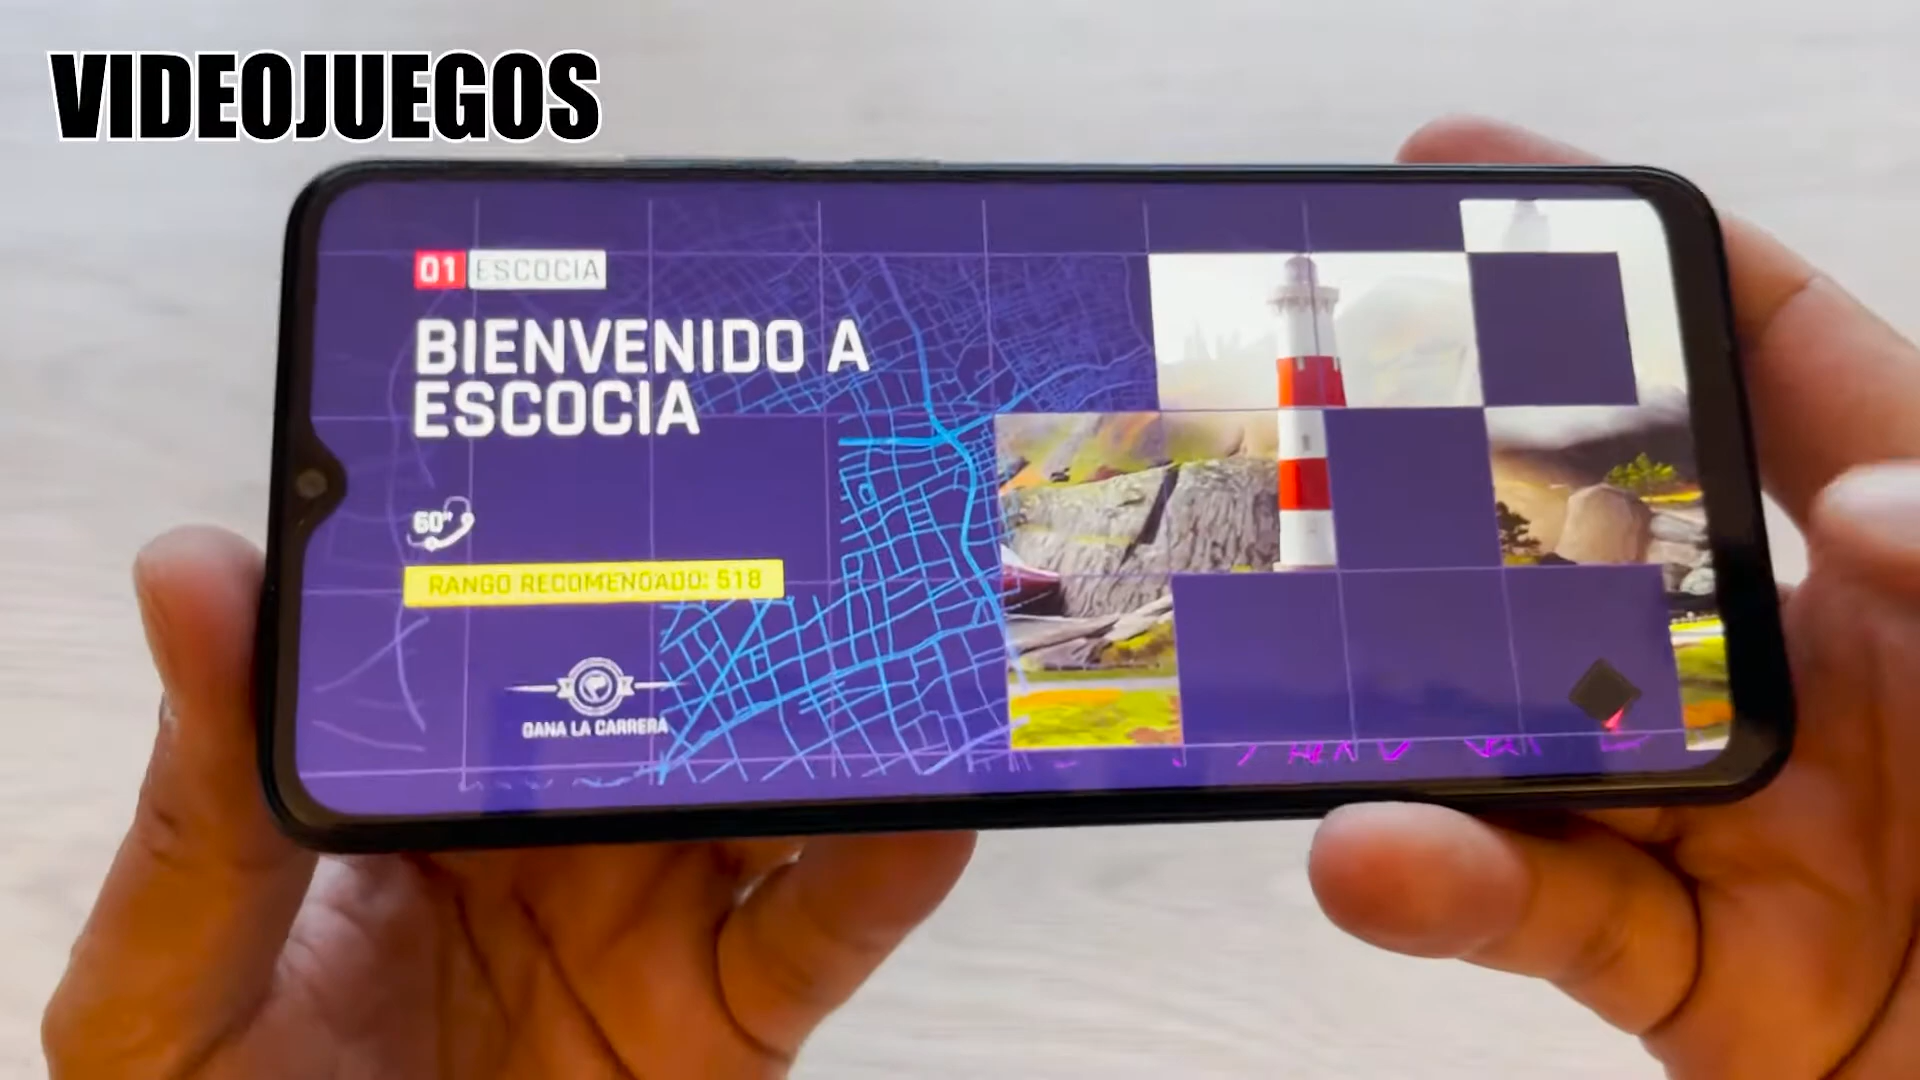 VIDEOJUEGOS
01 ESCOCIA
BIENVENIDO A
ESCOCIA
60"
RANGO RECOMENDADO: 518
GANA LA CARRERA